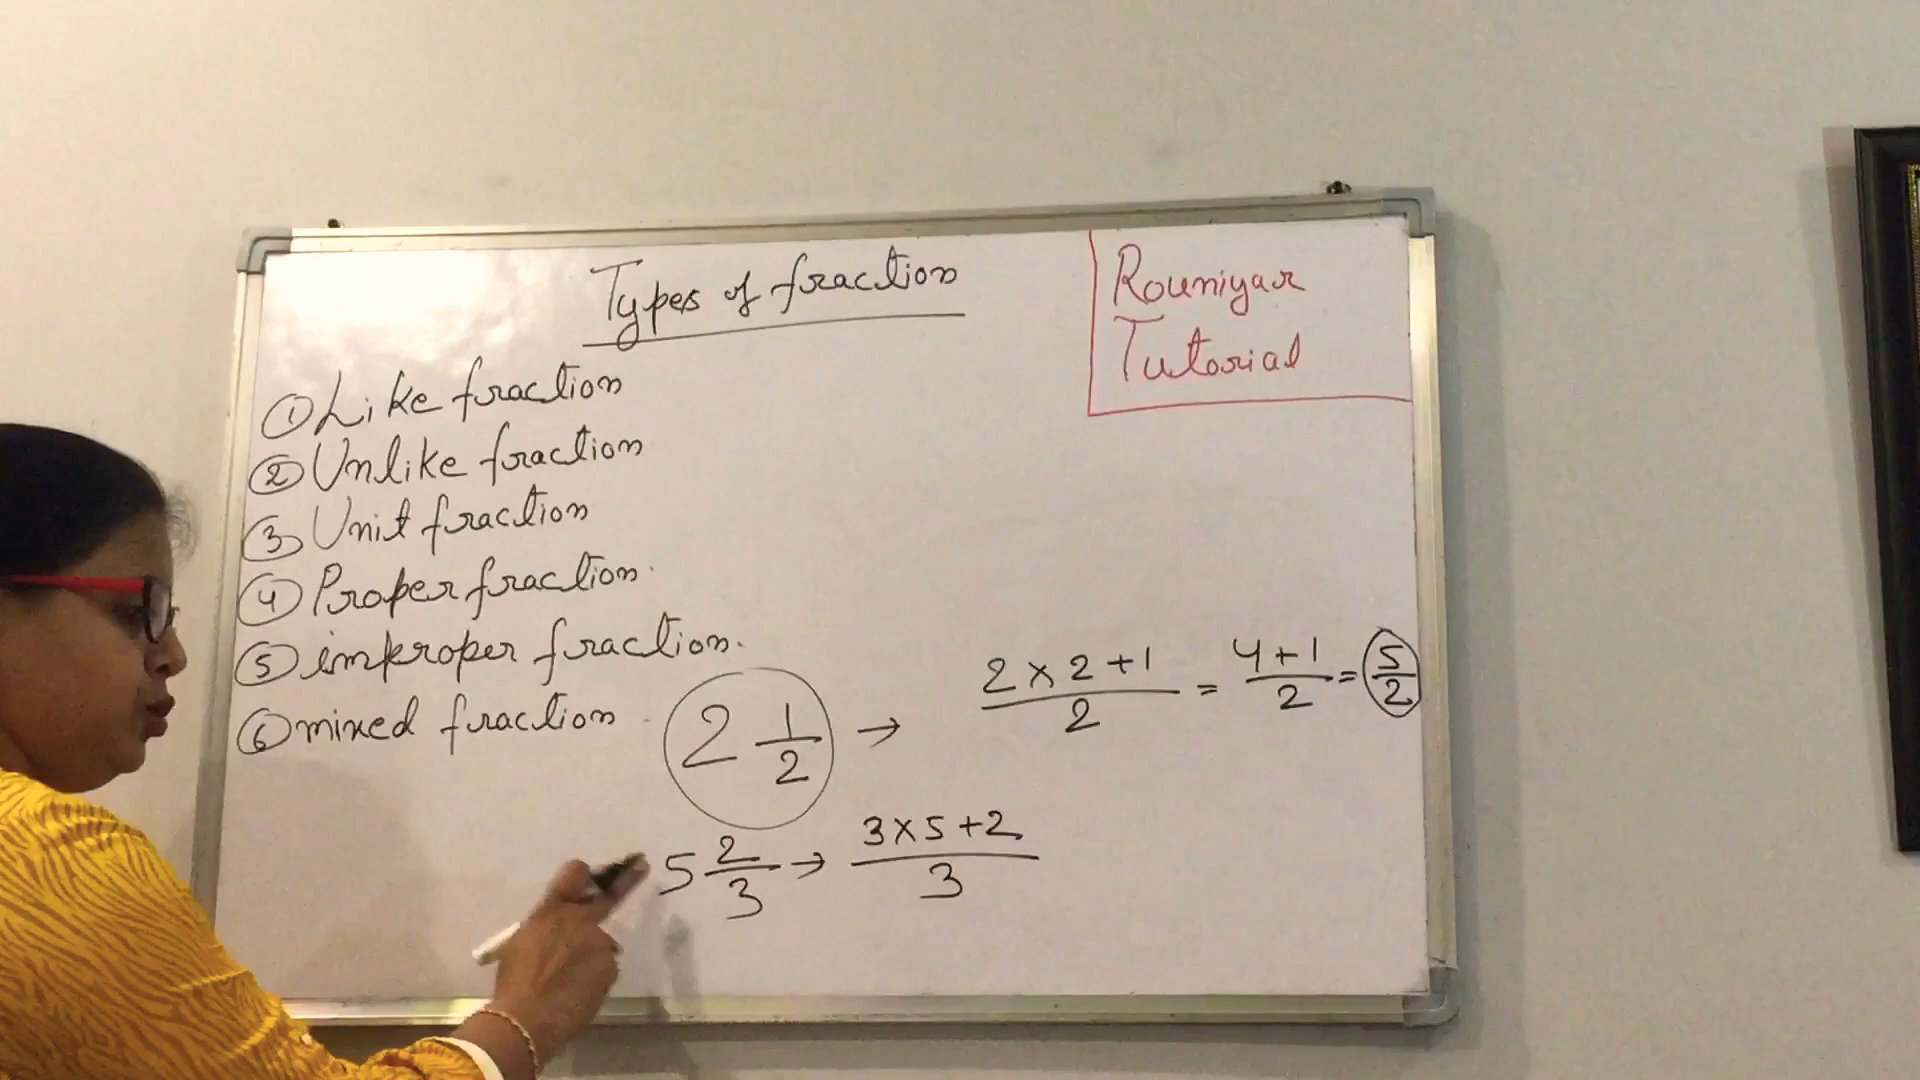 Types of fraction
Rouniyar
Tutorial
① Like fraction
② Unlike fraction
③ Unit fraction
④ Proper fraction.
⑤ improper fraction.
⑥ mixed fraction
2 1/2 → (2 × 2 + 1)/2 = (4 + 1)/2 = 5/2
5 2/3 → (3 × 5 + 2)/3